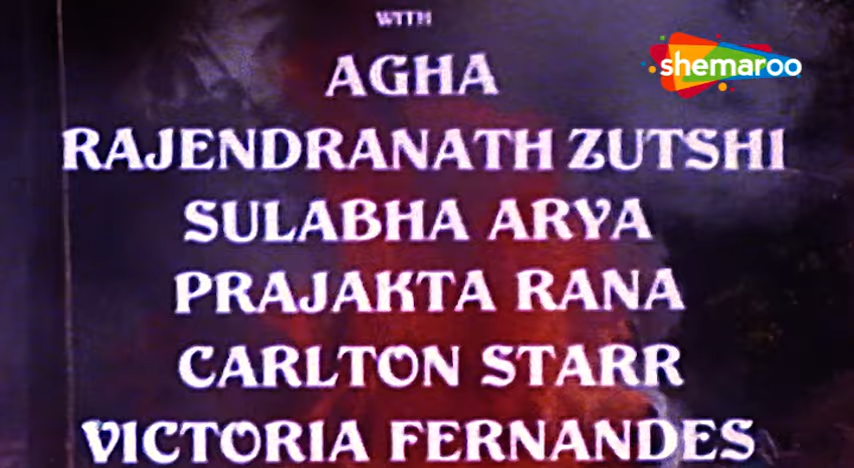 WITH
shemaroo
AGHA
RAJENDRANATH ZUTSHI
SULABHA ARYA
PRAJAKTA RANA
CARLTON STARR
VICTORIA FERNANDES